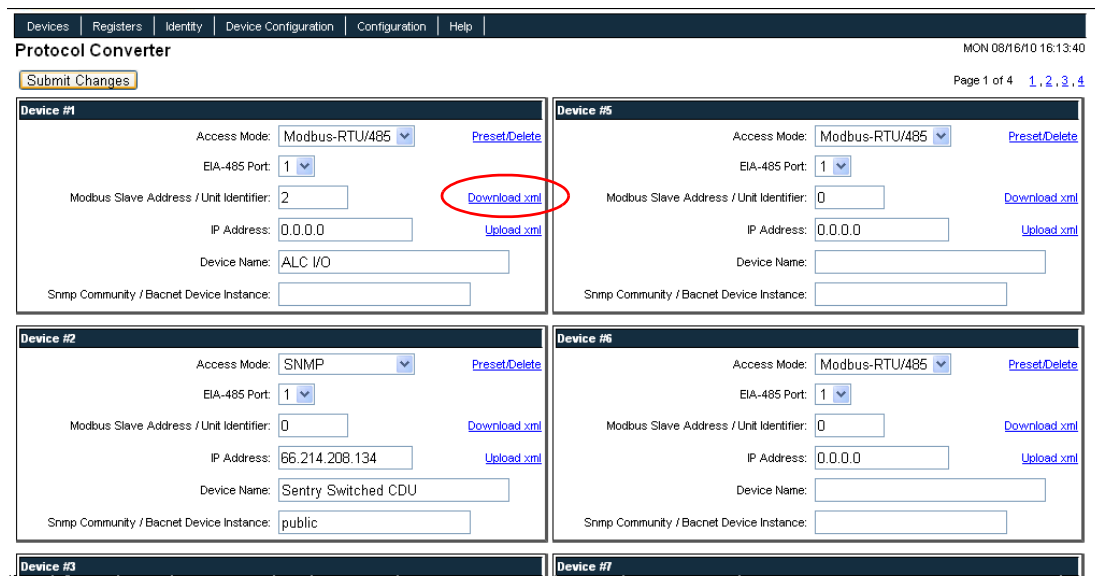 Devices Registers Identity Device Configuration Configuration Help
Protocol Converter
MON 08/16/10 16:13:40
Submit Changes
Page 1 of 4 1 , 2 , 3 , 4
Device #1
Access Mode: Modbus-RTU/485 Preset/Delete
EIA-485 Port: 1
Modbus Slave Address / Unit Identifier: 2 Download xml
IP Address: 0.0.0.0 Upload xml
Device Name: ALC I/O
Snmp Community / Bacnet Device Instance:
Device #5
Access Mode: Modbus-RTU/485 Preset/Delete
EIA-485 Port: 1
Modbus Slave Address / Unit Identifier: 0 Download xml
IP Address: 0.0.0.0 Upload xml
Device Name:
Snmp Community / Bacnet Device Instance:
Device #2
Access Mode: SNMP Preset/Delete
EIA-485 Port: 1
Modbus Slave Address / Unit Identifier: 0 Download xml
IP Address: 66.214.208.134 Upload xml
Device Name: Sentry Switched CDU
Snmp Community / Bacnet Device Instance: public
Device #6
Access Mode: Modbus-RTU/485 Preset/Delete
EIA-485 Port: 1
Modbus Slave Address / Unit Identifier: 0 Download xml
IP Address: 0.0.0.0 Upload xml
Device Name:
Snmp Community / Bacnet Device Instance:
Device #3
Device #7